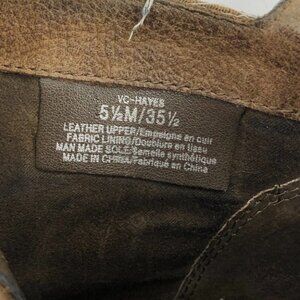 VC-HAYES
5½M/35½
LEATHER UPPER/Empeigne en cuir
FABRIC LINING/Doublure en tissu
MAN MADE SOLE/Semelle synthétique
MADE IN CHINA/Fabriqué en China